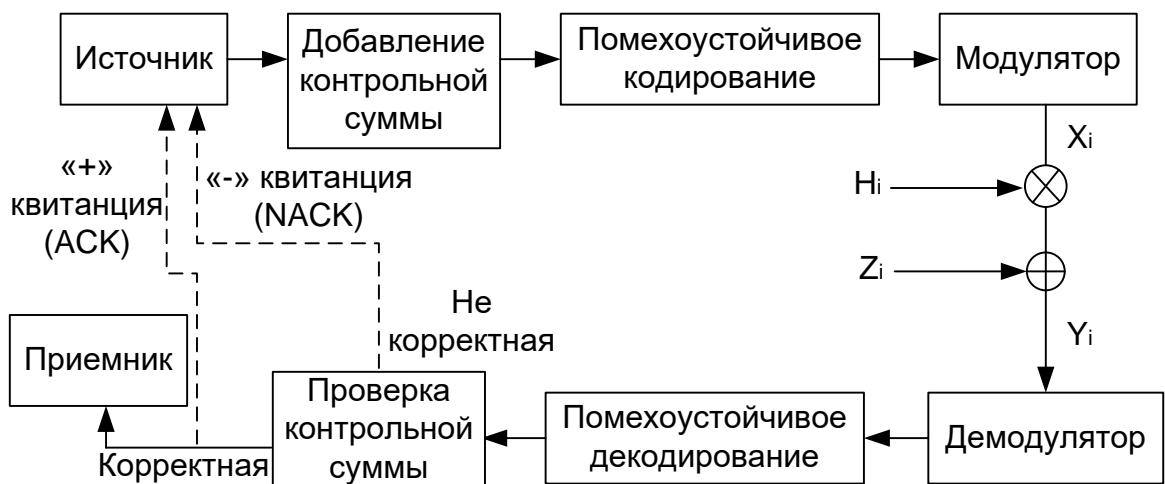 Источник
Добавление
контрольной
суммы
Помехоустойчивое
кодирование
Модулятор
Xi
«+»
квитанция
(ACK)
«-» квитанция
(NACK)
Hi
Zi
Yi
Не
корректная
Приемник
Корректная
Проверка
контрольной
суммы
Помехоустойчивое
декодирование
Демодулятор